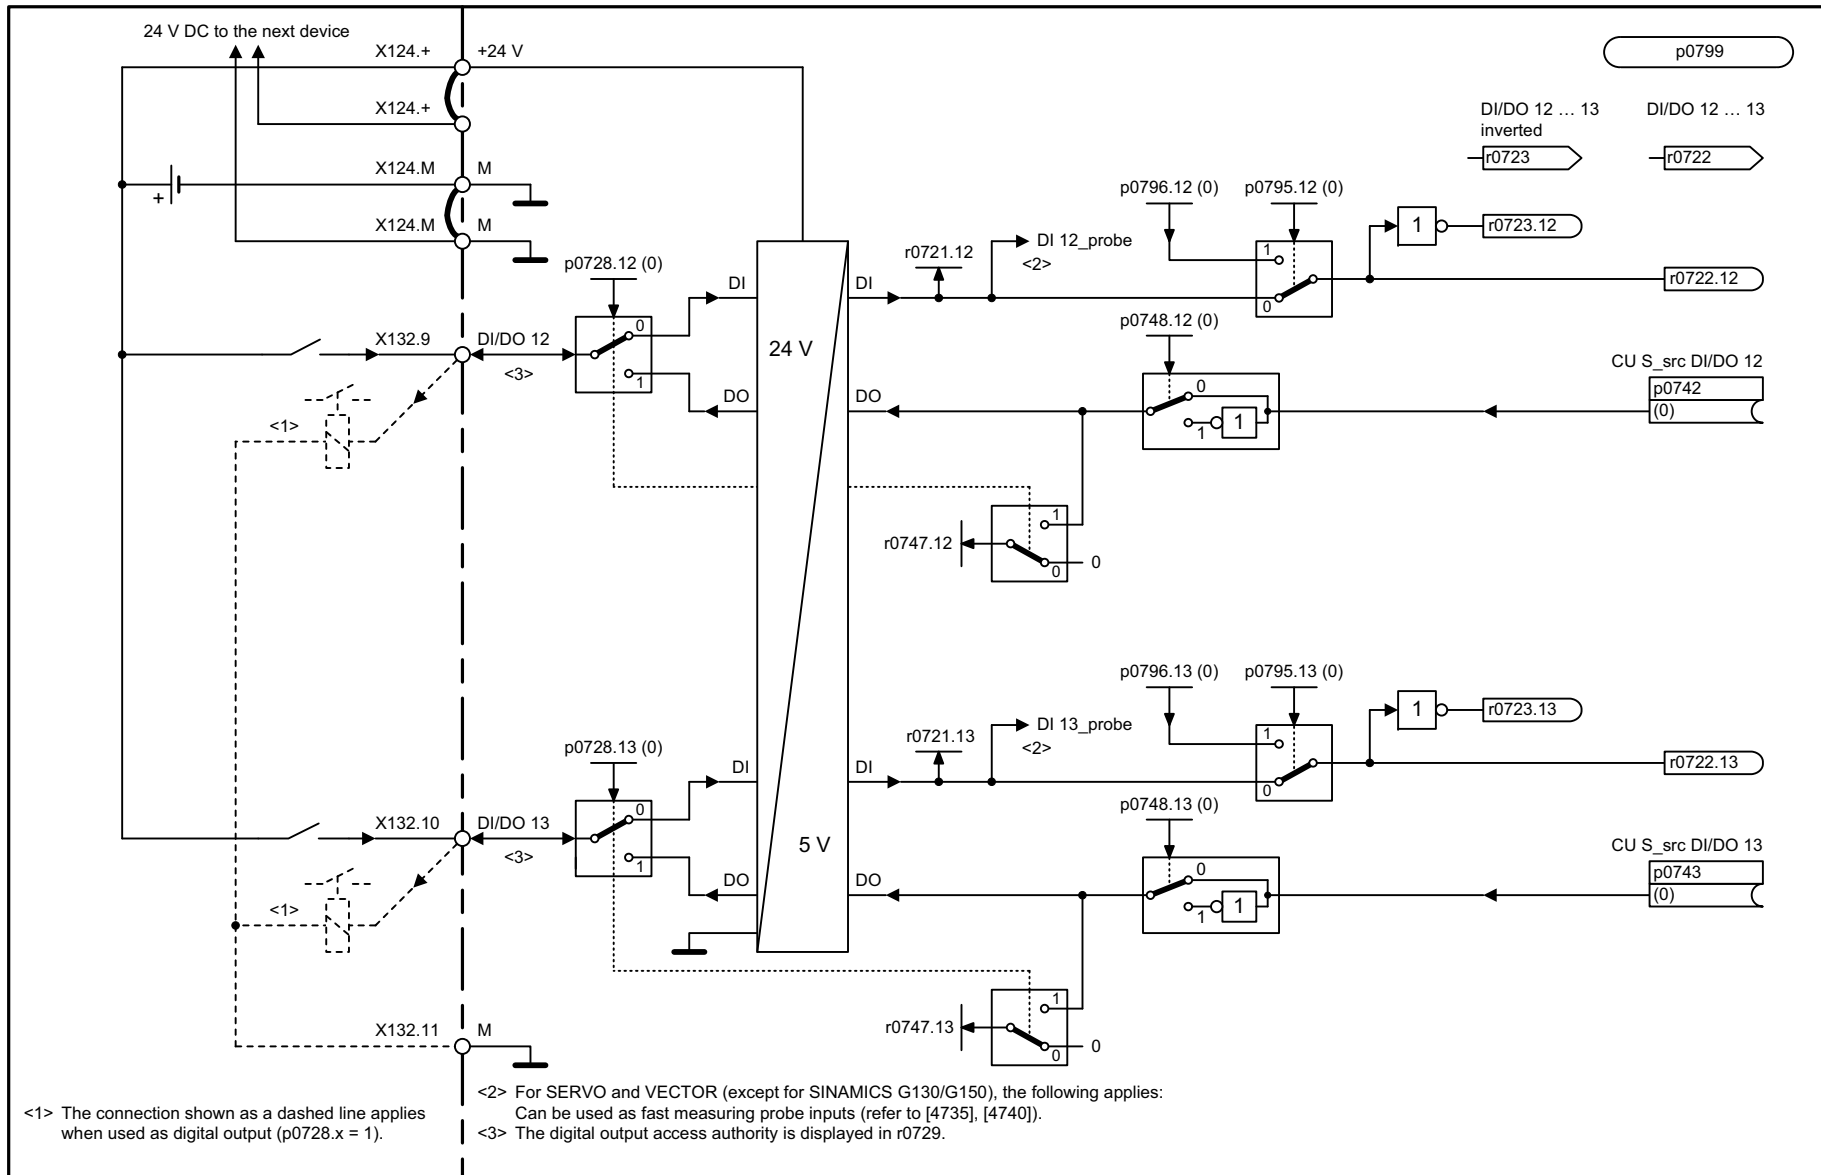 24 V DC to the next device
X124.+
+24 V
p0799
X124.+
DI/DO 12 … 13
inverted
DI/DO 12 … 13
r0723
r0722
X124.M
M
+
X124.M
M
p0796.12 (0)
p0795.12 (0)
1
r0723.12
DI 12_probe
<2>
r0721.12
1
p0728.12 (0)
DI
DI
0
r0722.12
X132.9
DI/DO 12
<3>
0
1
24 V
p0748.12 (0)
CU S_src DI/DO 12
p0742
(0)
DO
DO
0
1
1
<1>
r0747.12
1
0
0
p0796.13 (0)
p0795.13 (0)
1
r0723.13
DI 13_probe
<2>
r0721.13
1
p0728.13 (0)
DI
DI
0
r0722.13
X132.10
DI/DO 13
<3>
0
1
5 V
p0748.13 (0)
CU S_src DI/DO 13
p0743
(0)
DO
DO
0
1
1
<1>
r0747.13
1
0
0
X132.11
M
<1> The connection shown as a dashed line applies
when used as digital output (p0728.x = 1).
<2> For SERVO and VECTOR (except for SINAMICS G130/G150), the following applies:
Can be used as fast measuring probe inputs (refer to [4735], [4740]).
<3> The digital output access authority is displayed in r0729.